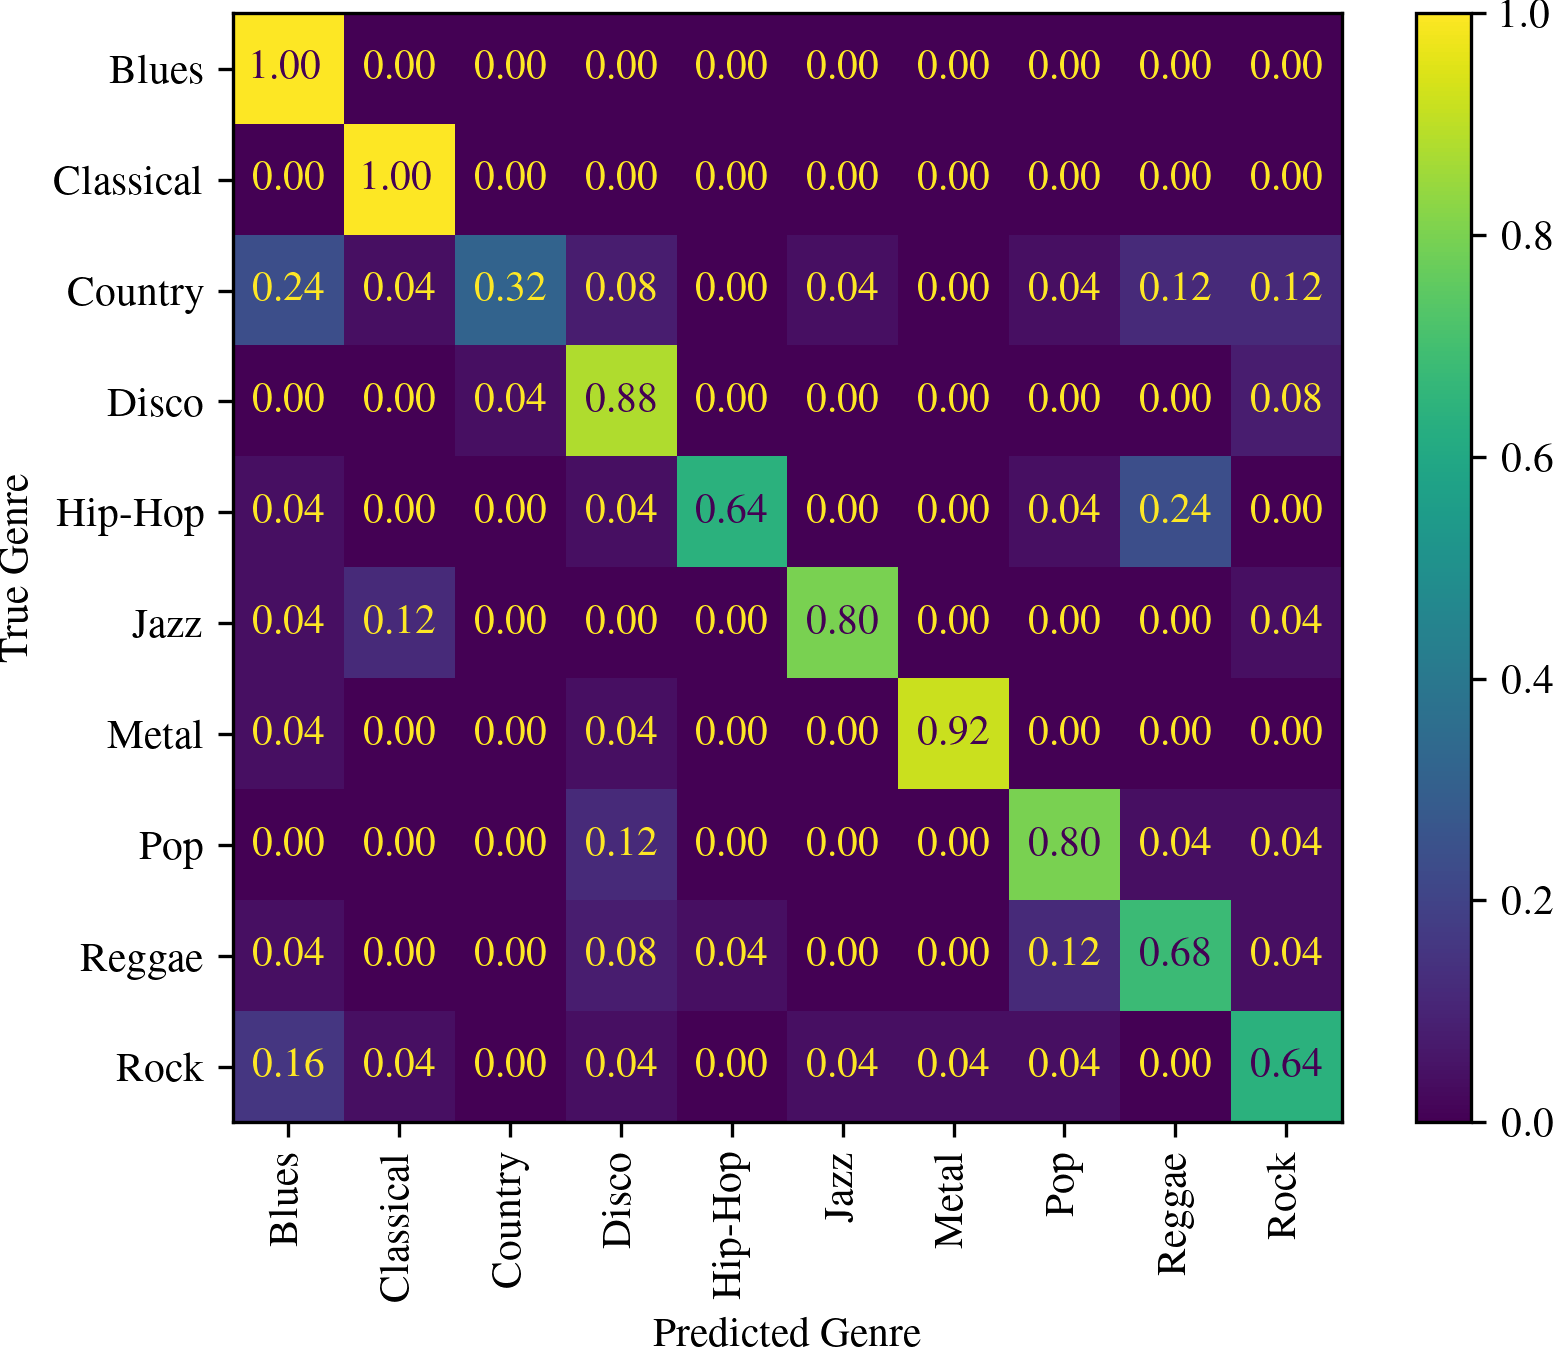 Blues 1.00 0.00 0.00 0.00 0.00 0.00 0.00 0.00 0.00 0.00
Classical 0.00 1.00 0.00 0.00 0.00 0.00 0.00 0.00 0.00 0.00
Country 0.24 0.04 0.32 0.08 0.00 0.04 0.00 0.04 0.12 0.12
Disco 0.00 0.00 0.04 0.88 0.00 0.00 0.00 0.00 0.00 0.08
Hip-Hop 0.04 0.00 0.00 0.04 0.64 0.00 0.00 0.04 0.24 0.00
Jazz 0.04 0.12 0.00 0.00 0.00 0.80 0.00 0.00 0.00 0.04
Metal 0.04 0.00 0.00 0.04 0.00 0.00 0.92 0.00 0.00 0.00
Pop 0.00 0.00 0.00 0.12 0.00 0.00 0.00 0.80 0.04 0.04
Reggae 0.04 0.00 0.00 0.08 0.04 0.00 0.00 0.12 0.68 0.04
Rock 0.16 0.04 0.00 0.04 0.00 0.04 0.04 0.04 0.00 0.64
True Genre
Blues Classical Country Disco Hip-Hop Jazz Metal Pop Reggae Rock
Predicted Genre
1.0
0.8
0.6
0.4
0.2
0.0